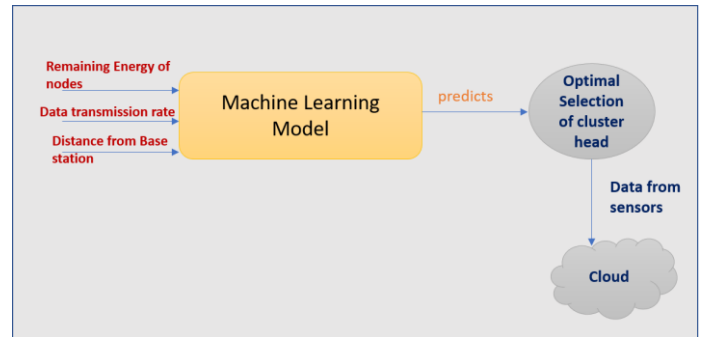 Remaining Energy of
nodes
Data transmission rate
Distance from Base
station
Machine Learning
Model
predicts
Optimal
Selection
of cluster
head
Data from
sensors
Cloud